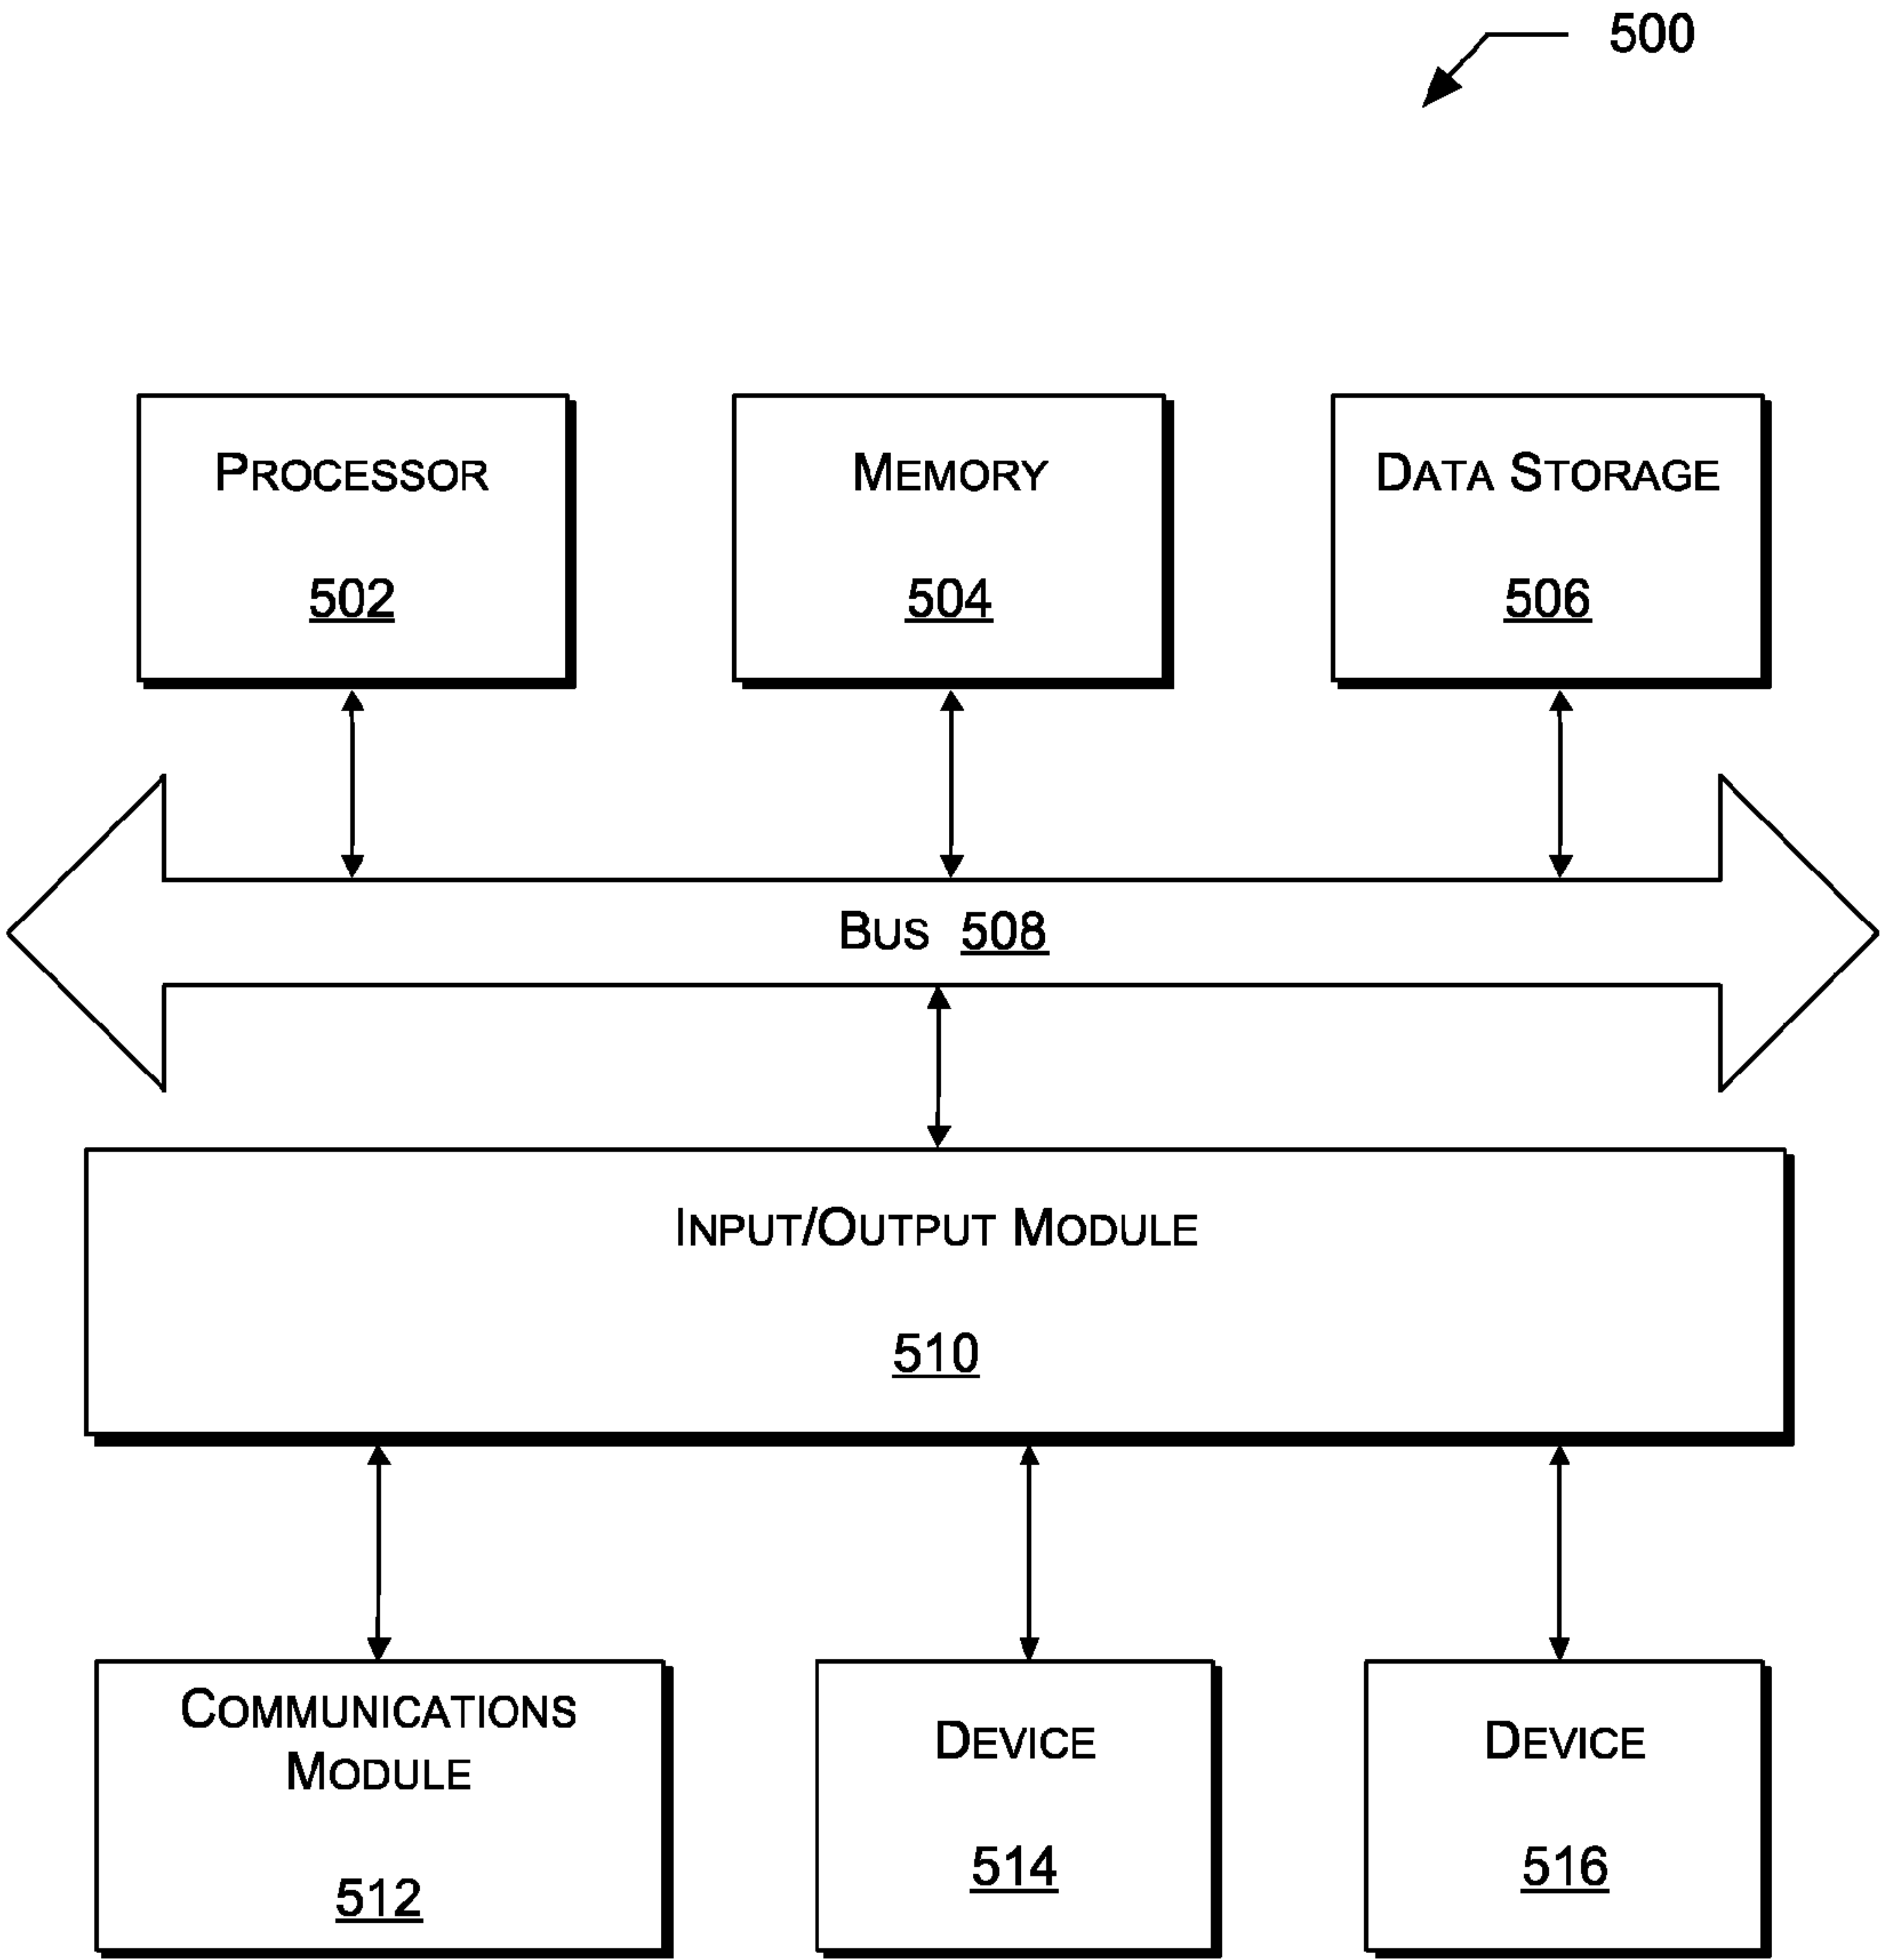 500
PROCESSOR MEMORY DATA STORAGE
502 504 506
BUS 508
INPUT/OUTPUT MODULE
510
COMMUNICATIONS
MODULE
512
DEVICE
514
DEVICE
516